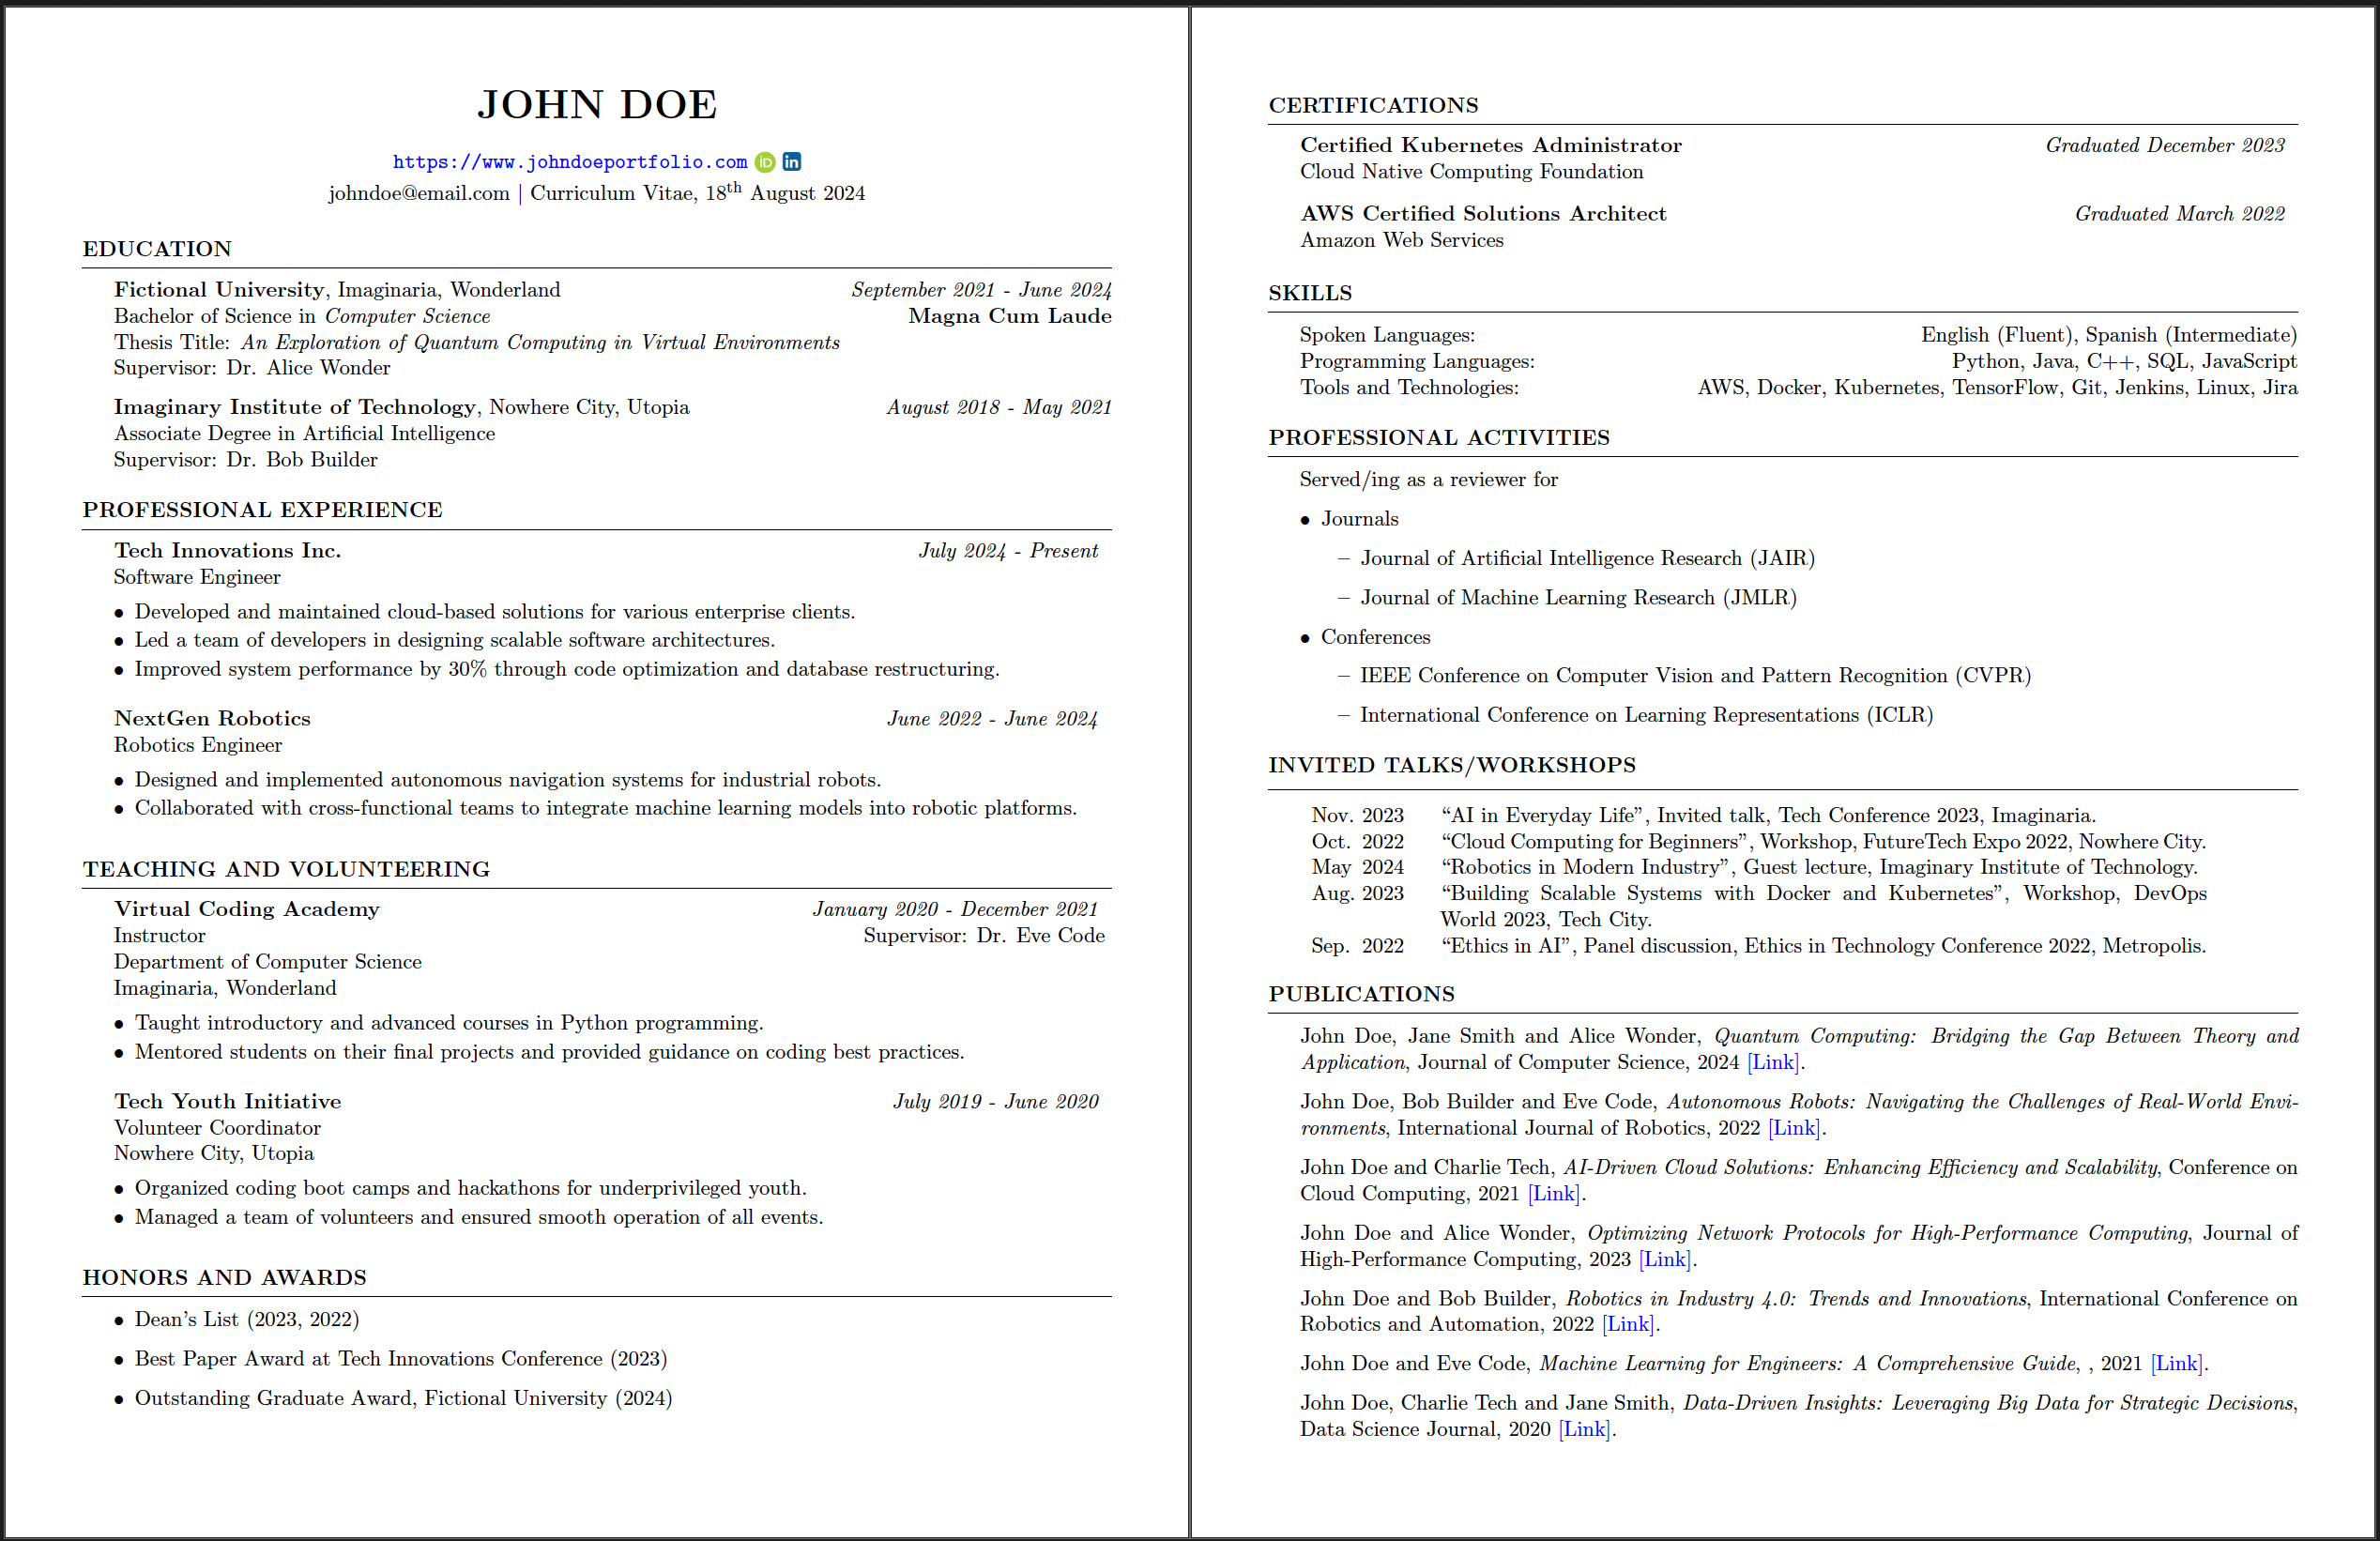 JOHN DOE
https://www.johndoeportfolio.com iD in
johndoe@email.com | Curriculum Vitae, 18th August 2024
EDUCATION
Fictional University, Imaginaria, Wonderland September 2021 - June 2024
Bachelor of Science in Computer Science Magna Cum Laude
Thesis Title: An Exploration of Quantum Computing in Virtual Environments
Supervisor: Dr. Alice Wonder
Imaginary Institute of Technology, Nowhere City, Utopia August 2018 - May 2021
Associate Degree in Artificial Intelligence
Supervisor: Dr. Bob Builder
PROFESSIONAL EXPERIENCE
Tech Innovations Inc. July 2024 - Present
Software Engineer
• Developed and maintained cloud-based solutions for various enterprise clients.
• Led a team of developers in designing scalable software architectures.
• Improved system performance by 30% through code optimization and database restructuring.
NextGen Robotics June 2022 - June 2024
Robotics Engineer
• Designed and implemented autonomous navigation systems for industrial robots.
• Collaborated with cross-functional teams to integrate machine learning models into robotic platforms.
TEACHING AND VOLUNTEERING
Virtual Coding Academy January 2020 - December 2021
Instructor Supervisor: Dr. Eve Code
Department of Computer Science
Imaginaria, Wonderland
• Taught introductory and advanced courses in Python programming.
• Mentored students on their final projects and provided guidance on coding best practices.
Tech Youth Initiative July 2019 - June 2020
Volunteer Coordinator
Nowhere City, Utopia
• Organized coding boot camps and hackathons for underprivileged youth.
• Managed a team of volunteers and ensured smooth operation of all events.
HONORS AND AWARDS
• Dean's List (2023, 2022)
• Best Paper Award at Tech Innovations Conference (2023)
• Outstanding Graduate Award, Fictional University (2024)
CERTIFICATIONS
Certified Kubernetes Administrator Graduated December 2023
Cloud Native Computing Foundation
AWS Certified Solutions Architect Graduated March 2022
Amazon Web Services
SKILLS
Spoken Languages: English (Fluent), Spanish (Intermediate)
Programming Languages: Python, Java, C++, SQL, JavaScript
Tools and Technologies: AWS, Docker, Kubernetes, TensorFlow, Git, Jenkins, Linux, Jira
PROFESSIONAL ACTIVITIES
Served/ing as a reviewer for
• Journals
– Journal of Artificial Intelligence Research (JAIR)
– Journal of Machine Learning Research (JMLR)
• Conferences
– IEEE Conference on Computer Vision and Pattern Recognition (CVPR)
– International Conference on Learning Representations (ICLR)
INVITED TALKS/WORKSHOPS
Nov. 2023 “AI in Everyday Life”, Invited talk, Tech Conference 2023, Imaginaria.
Oct. 2022 “Cloud Computing for Beginners”, Workshop, FutureTech Expo 2022, Nowhere City.
May 2024 “Robotics in Modern Industry”, Guest lecture, Imaginary Institute of Technology.
Aug. 2023 “Building Scalable Systems with Docker and Kubernetes”, Workshop, DevOps
World 2023, Tech City.
Sep. 2022 “Ethics in AI”, Panel discussion, Ethics in Technology Conference 2022, Metropolis.
PUBLICATIONS
John Doe, Jane Smith and Alice Wonder, Quantum Computing: Bridging the Gap Between Theory and
Application, Journal of Computer Science, 2024 [Link].
John Doe, Bob Builder and Eve Code, Autonomous Robots: Navigating the Challenges of Real-World Envi-
ronments, International Journal of Robotics, 2022 [Link].
John Doe and Charlie Tech, AI-Driven Cloud Solutions: Enhancing Efficiency and Scalability, Conference on
Cloud Computing, 2021 [Link].
John Doe and Alice Wonder, Optimizing Network Protocols for High-Performance Computing, Journal of
High-Performance Computing, 2023 [Link].
John Doe and Bob Builder, Robotics in Industry 4.0: Trends and Innovations, International Conference on
Robotics and Automation, 2022 [Link].
John Doe and Eve Code, Machine Learning for Engineers: A Comprehensive Guide, , 2021 [Link].
John Doe, Charlie Tech and Jane Smith, Data-Driven Insights: Leveraging Big Data for Strategic Decisions,
Data Science Journal, 2020 [Link].